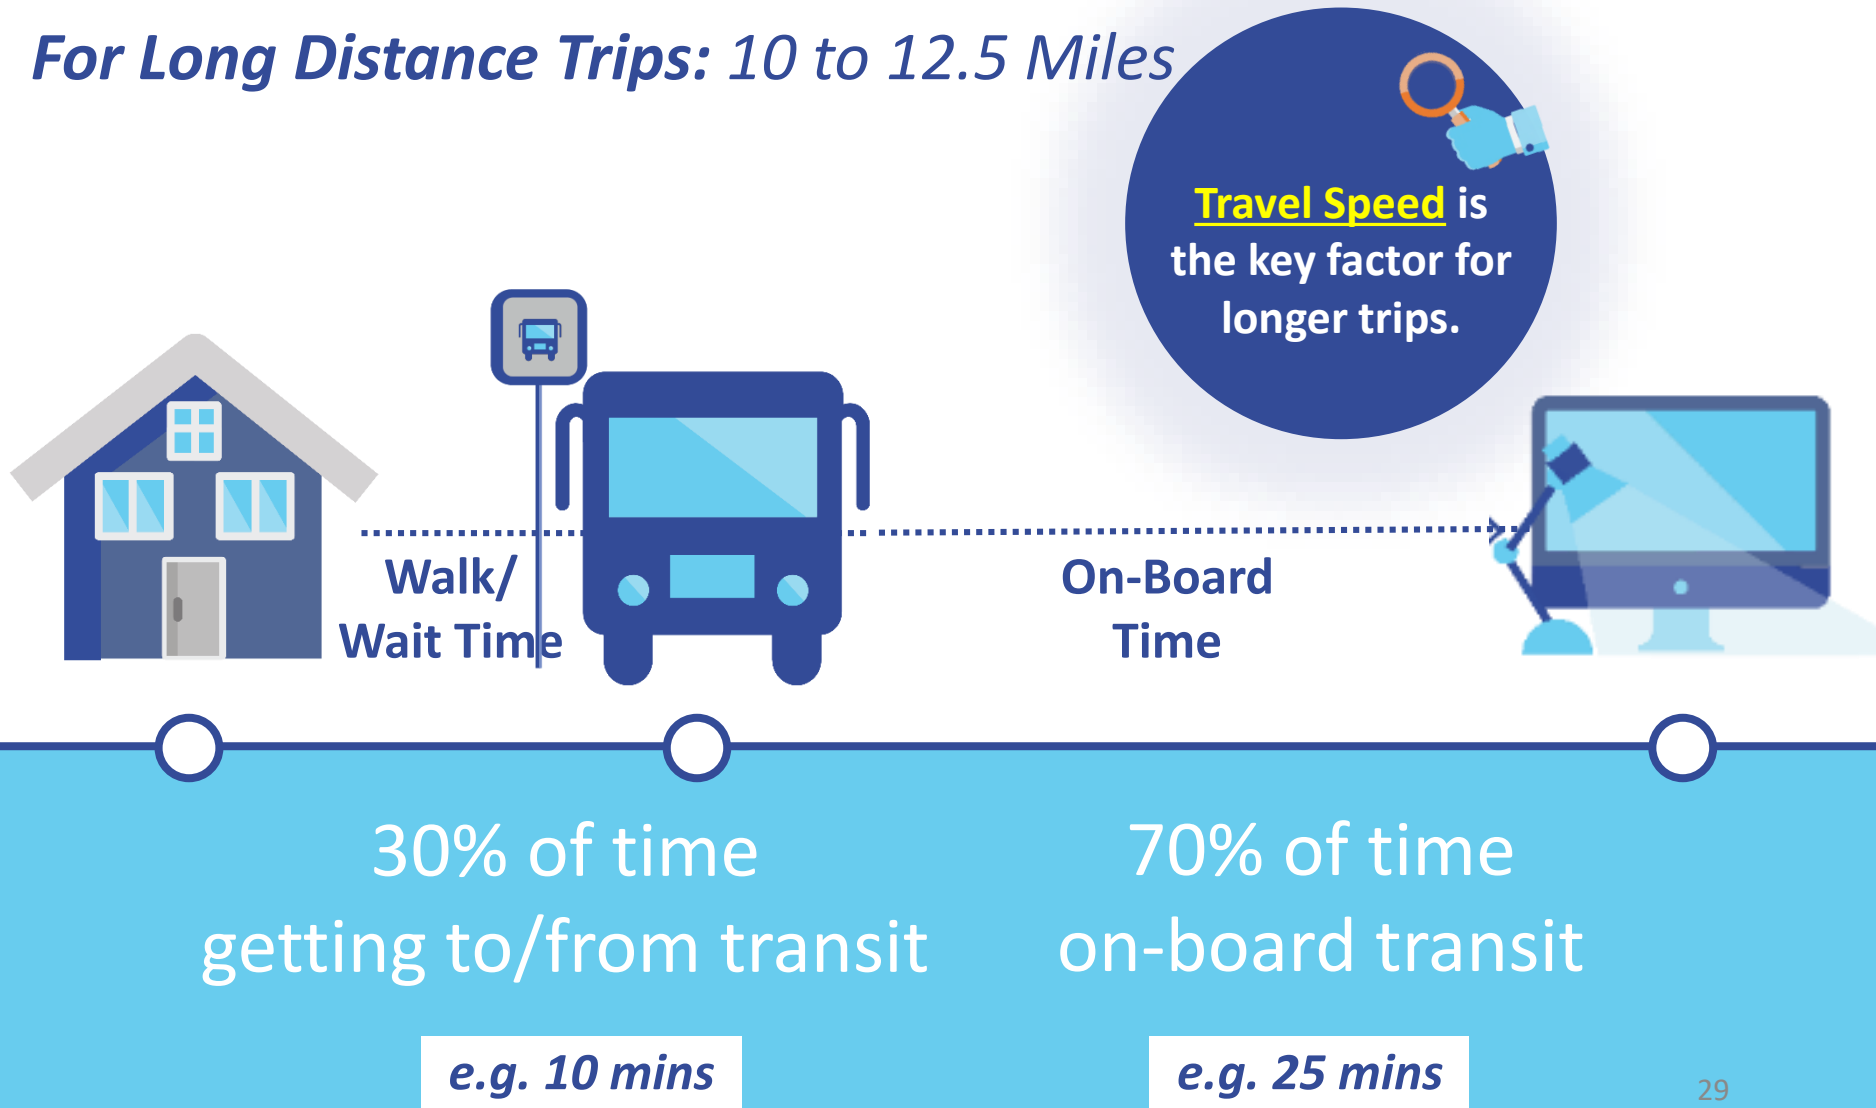 For Long Distance Trips: 10 to 12.5 Miles
Travel Speed is
the key factor for
longer trips.
Walk/
Wait Time
On-Board
Time
30% of time
getting to/from transit
70% of time
on-board transit
e.g. 10 mins
e.g. 25 mins
29